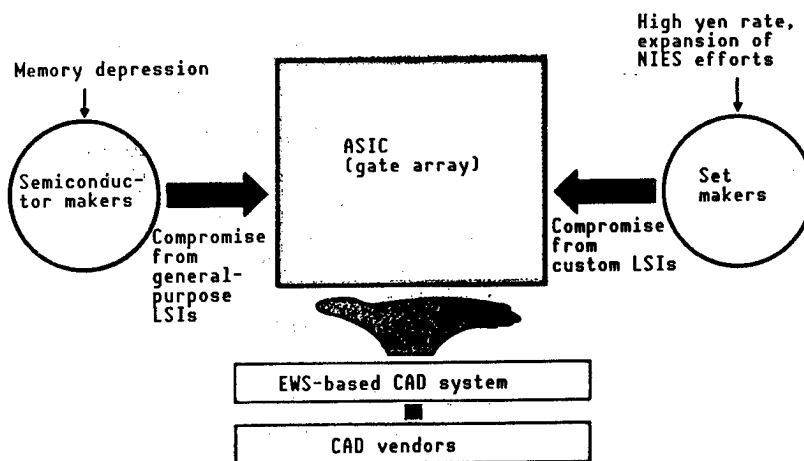 High yen rate,
expansion of
NIES efforts
Memory depression
ASIC
(gate array)
Semiconduc-
tor makers
Set
makers
Compromise
from
general-
purpose
LSIs
Compromise
from
custom LSIs
EWS-based CAD system
CAD vendors